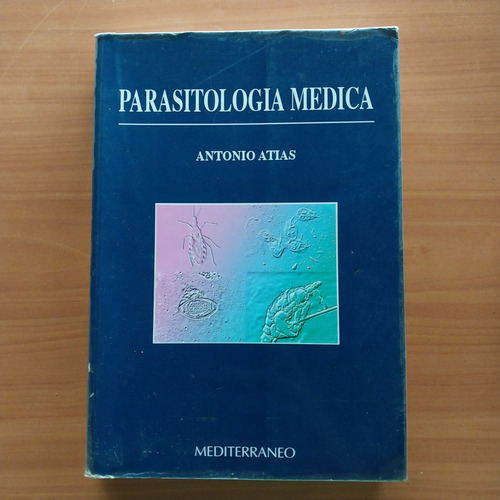 PARASITOLOGIA MEDICA
ANTONIO ATIAS
MEDITERRANEO